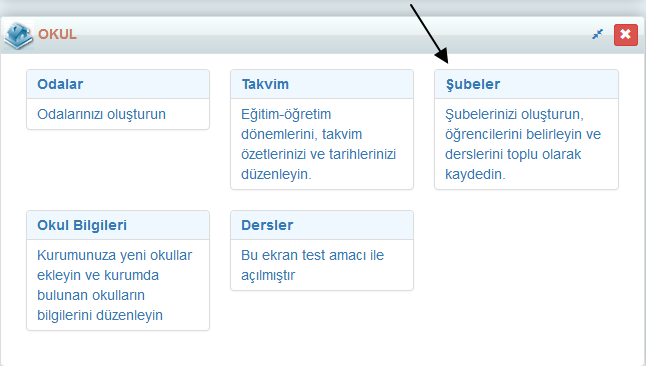 OKUL
Odalar
Odalarınızı oluşturun
Takvim
Eğitim-öğretim
dönemlerini, takvim
özetlerinizi ve tarihlerinizi
düzenleyin.
Şubeler
Şubelerinizi oluşturun,
öğrencilerini belirleyin ve
derslerini toplu olarak
kaydedin.
Okul Bilgileri
Kurumunuza yeni okullar
ekleyin ve kurumda
bulunan okulların
bilgilerini düzenleyin
Dersler
Bu ekran test amacı ile
açılmıştır